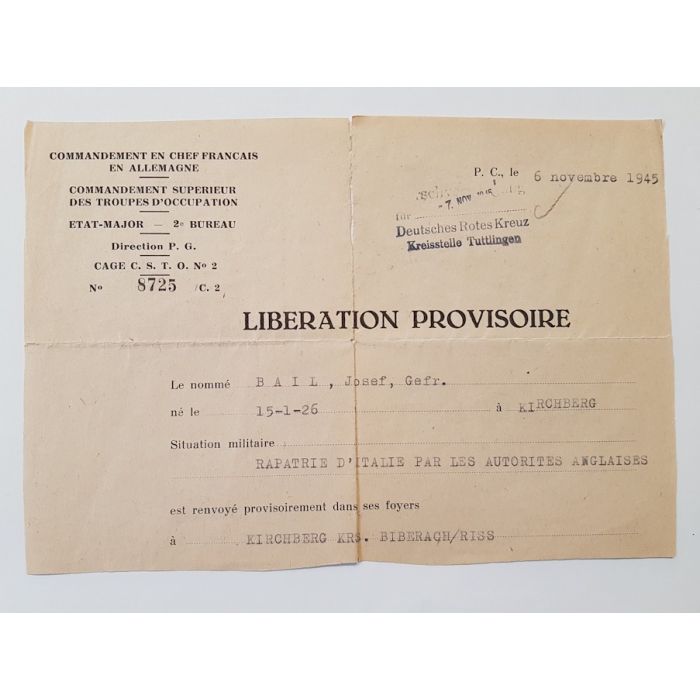 COMMANDEMENT EN CHEF FRANCAIS
EN ALLEMAGNE
COMMANDEMENT SUPERIEUR
DES TROUPES D'OCCUPATION
ETAT-MAJOR — 2e BUREAU
Direction P. G.
CAGE C. S. T. O. No 2
No 8725 /C. 2
P. C., le 6 novembre 1945
-7. NOV. 1945
für
Deutsches Rotes Kreuz
Kreisstelle Tuttlingen
LIBERATION PROVISOIRE
Le nommé BAIL, Josef, Gefr.
né le 15-1-26 à KIRCHBERG
Situation militaire
RAPATRIE D'ITALIE PAR LES AUTORITES ANGLAISES
est renvoyé provisoirement dans ses foyers
à KIRCHBERG KRS. BIBERACH/RISS